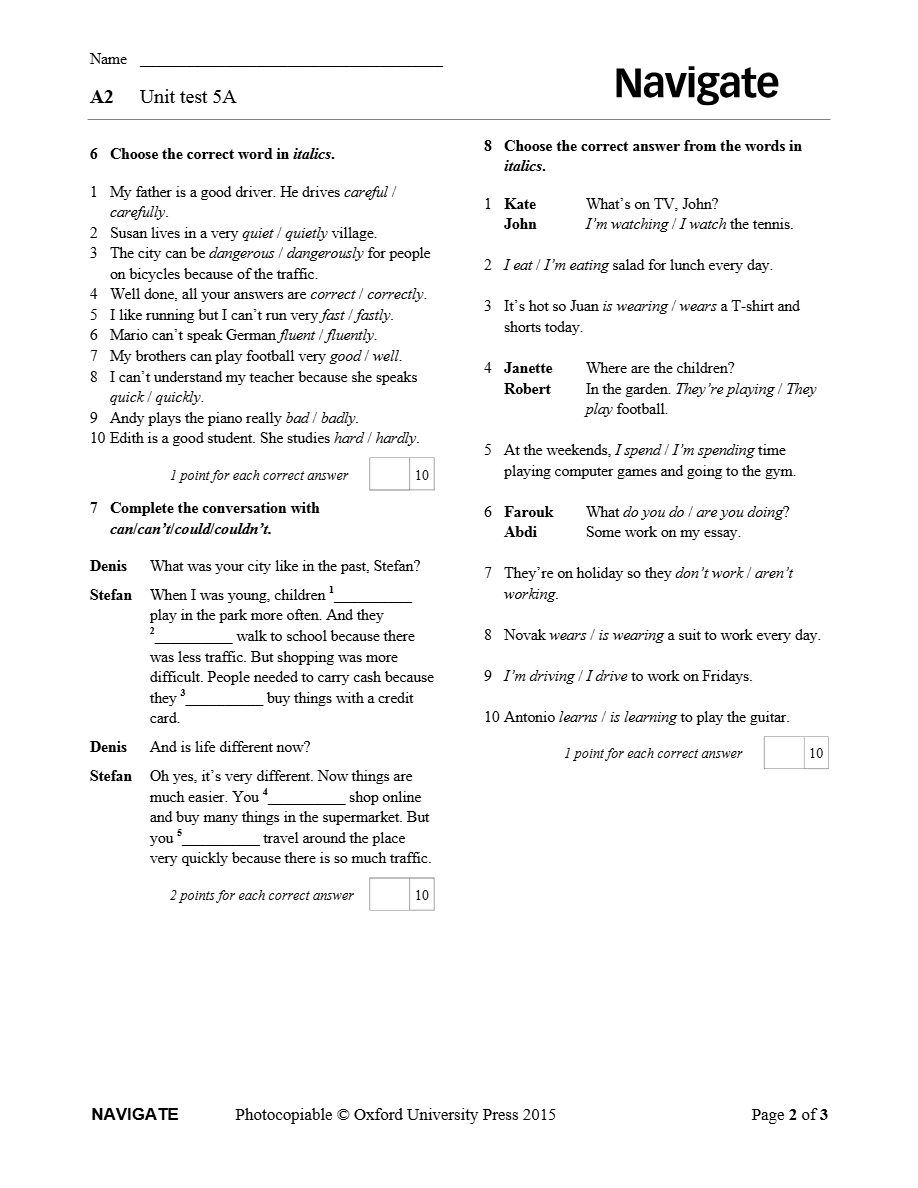 Name ______________________________________
A2 Unit test 5A
Navigate
6 Choose the correct word in italics.
1 My father is a good driver. He drives careful /
carefully.
2 Susan lives in a very quiet / quietly village.
3 The city can be dangerous / dangerously for people
on bicycles because of the traffic.
4 Well done, all your answers are correct / correctly.
5 I like running but I can't run very fast / fastly.
6 Mario can't speak German fluent / fluently.
7 My brothers can play football very good / well.
8 I can't understand my teacher because she speaks
quick / quickly.
9 Andy plays the piano really bad / badly.
10 Edith is a good student. She studies hard / hardly.
1 point for each correct answer 10
7 Complete the conversation with
can/can't/could/couldn't.
Denis What was your city like in the past, Stefan?
Stefan When I was young, children 1__________
play in the park more often. And they
2__________ walk to school because there
was less traffic. But shopping was more
difficult. People needed to carry cash because
they 3__________ buy things with a credit
card.
Denis And is life different now?
Stefan Oh yes, it's very different. Now things are
much easier. You 4__________ shop online
and buy many things in the supermarket. But
you 5__________ travel around the place
very quickly because there is so much traffic.
2 points for each correct answer 10
8 Choose the correct answer from the words in
italics.
1 Kate What's on TV, John?
John I'm watching / I watch the tennis.
2 I eat / I'm eating salad for lunch every day.
3 It's hot so Juan is wearing / wears a T-shirt and
shorts today.
4 Janette Where are the children?
Robert In the garden. They're playing / They
play football.
5 At the weekends, I spend / I'm spending time
playing computer games and going to the gym.
6 Farouk What do you do / are you doing?
Abdi Some work on my essay.
7 They're on holiday so they don't work / aren't
working.
8 Novak wears / is wearing a suit to work every day.
9 I'm driving / I drive to work on Fridays.
10 Antonio learns / is learning to play the guitar.
1 point for each correct answer 10
NAVIGATE Photocopiable © Oxford University Press 2015 Page 2 of 3